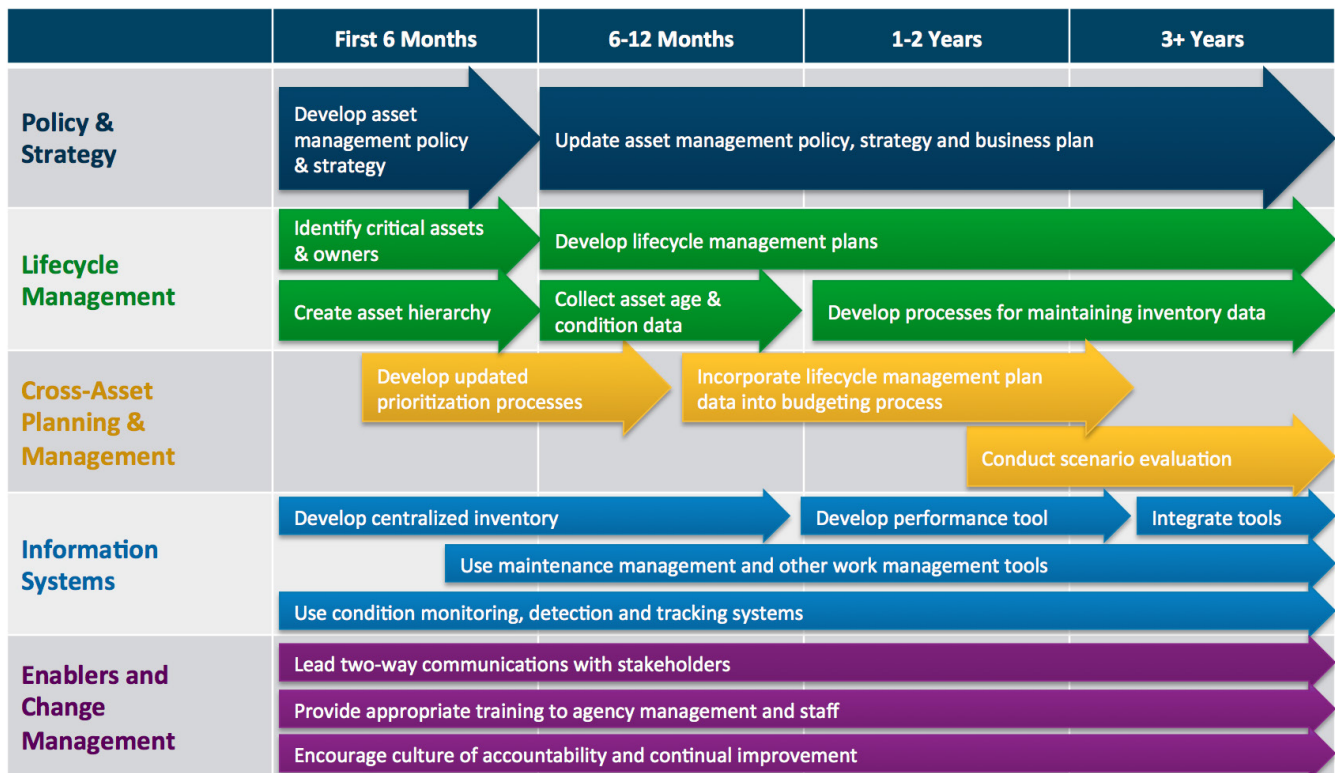 First 6 Months
6-12 Months
1-2 Years
3+ Years
Policy &
Strategy
Develop asset
management policy
& strategy
Update asset management policy, strategy and business plan
Lifecycle
Management
Identify critical assets
& owners
Develop lifecycle management plans
Create asset hierarchy
Collect asset age &
condition data
Develop processes for maintaining inventory data
Cross-Asset
Planning &
Management
Develop updated
prioritization processes
Incorporate lifecycle management plan
data into budgeting process
Conduct scenario evaluation
Information
Systems
Develop centralized inventory
Develop performance tool
Integrate tools
Use maintenance management and other work management tools
Use condition monitoring, detection and tracking systems
Enablers and
Change
Management
Lead two-way communications with stakeholders
Provide appropriate training to agency management and staff
Encourage culture of accountability and continual improvement